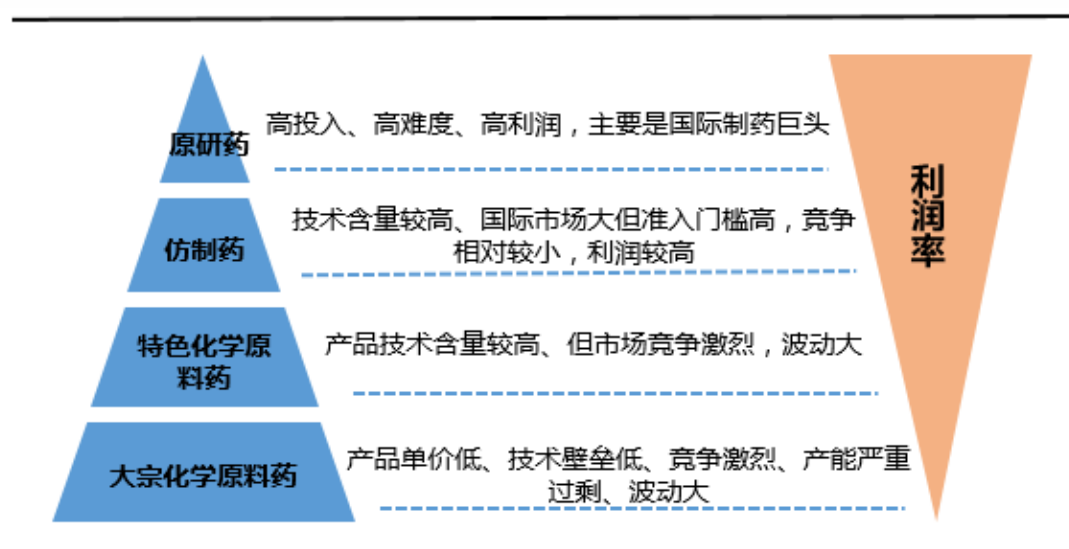 原研药
高投入、高难度、高利润，主要是国际制药巨头
仿制药
技术含量较高、国际市场大但准入门槛高，竞争
相对较小，利润较高
特色化学原
料药
产品技术含量较高、但市场竞争激烈，波动大
大宗化学原料药
产品单价低、技术壁垒低、竞争激烈、产能严重
过剩、波动大
利润率